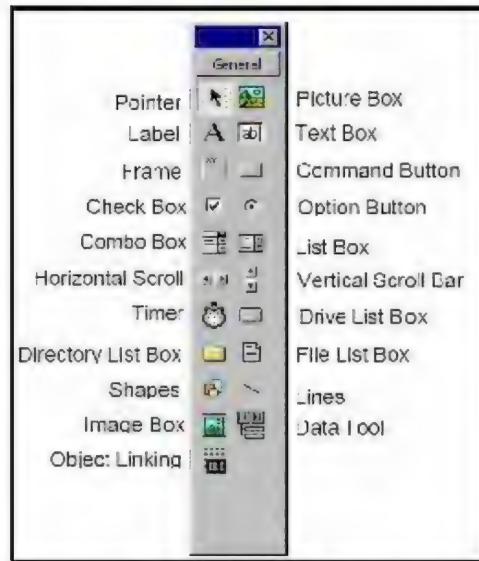 General
Pointer Picture Box
Label Text Box
Frame Command Button
Check Box Option Button
Combo Box List Box
Horizontal Scroll Vertical Scroll Bar
Timer Drive List Box
Directory List Box File List Box
Shapes Lines
Image Box Data Tool
Object Linking